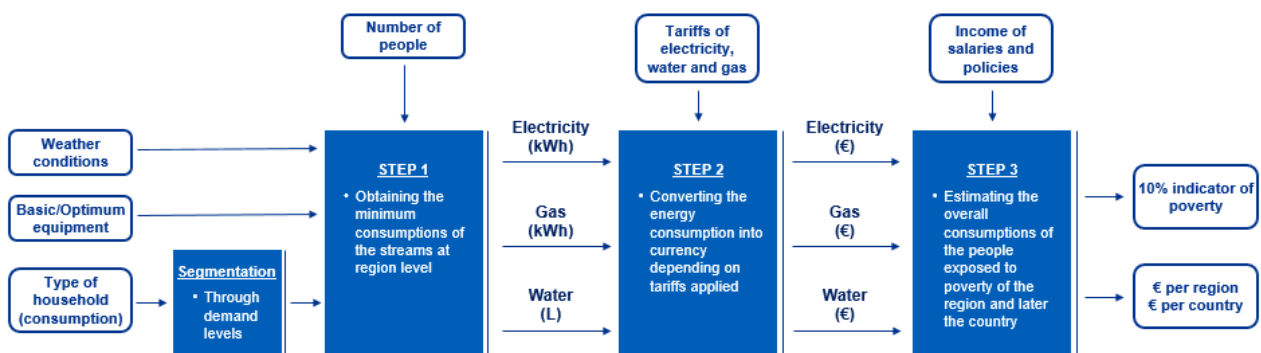 Number of
people
Tariffs of
electricity,
water and gas
Income of
salaries and
policies
Weather
conditions
Basic/Optimum
equipment
Type of
household
(consumption)
Segmentation
• Through
demand
levels
STEP 1
• Obtaining the
minimum
consumptions
of the streams at
region level
Electricity
(kWh)
Gas
(kWh)
Water
(L)
STEP 2
• Converting the
energy
consumption into
currency
depending on
tariffs applied
Electricity
(€)
Gas
(€)
Water
(€)
STEP 3
• Estimating the
overall
consumptions of
the people
exposed to
poverty of the
region and later
the country
10% indicator of
poverty
€ per region
€ per country